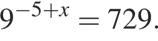 $9^{-5+x} = 729.$